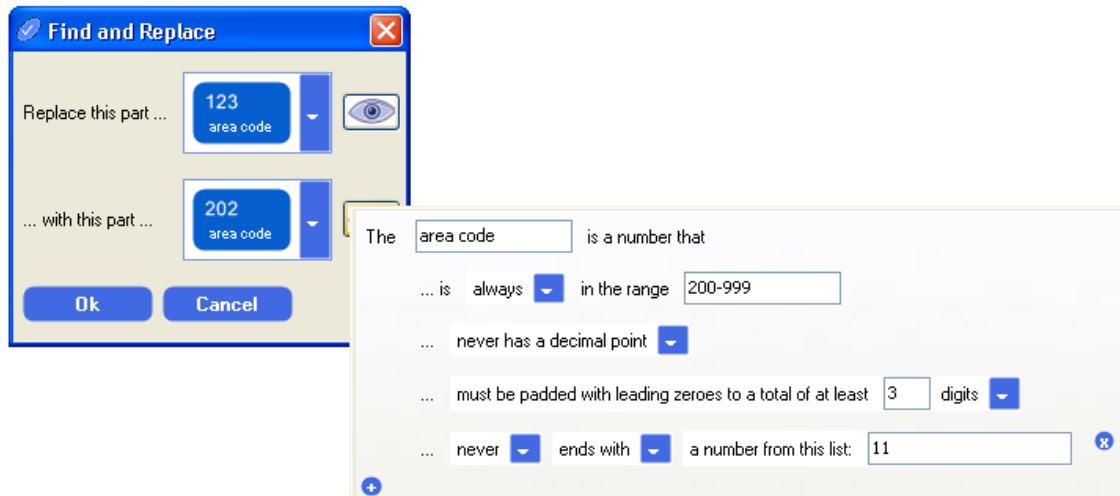 Find and Replace
Replace this part ...
123
area code
... with this part ...
202
area code
Ok Cancel
The area code is a number that
... is always in the range 200-999
... never has a decimal point
... must be padded with leading zeroes to a total of at least 3 digits
... never ends with a number from this list: 11